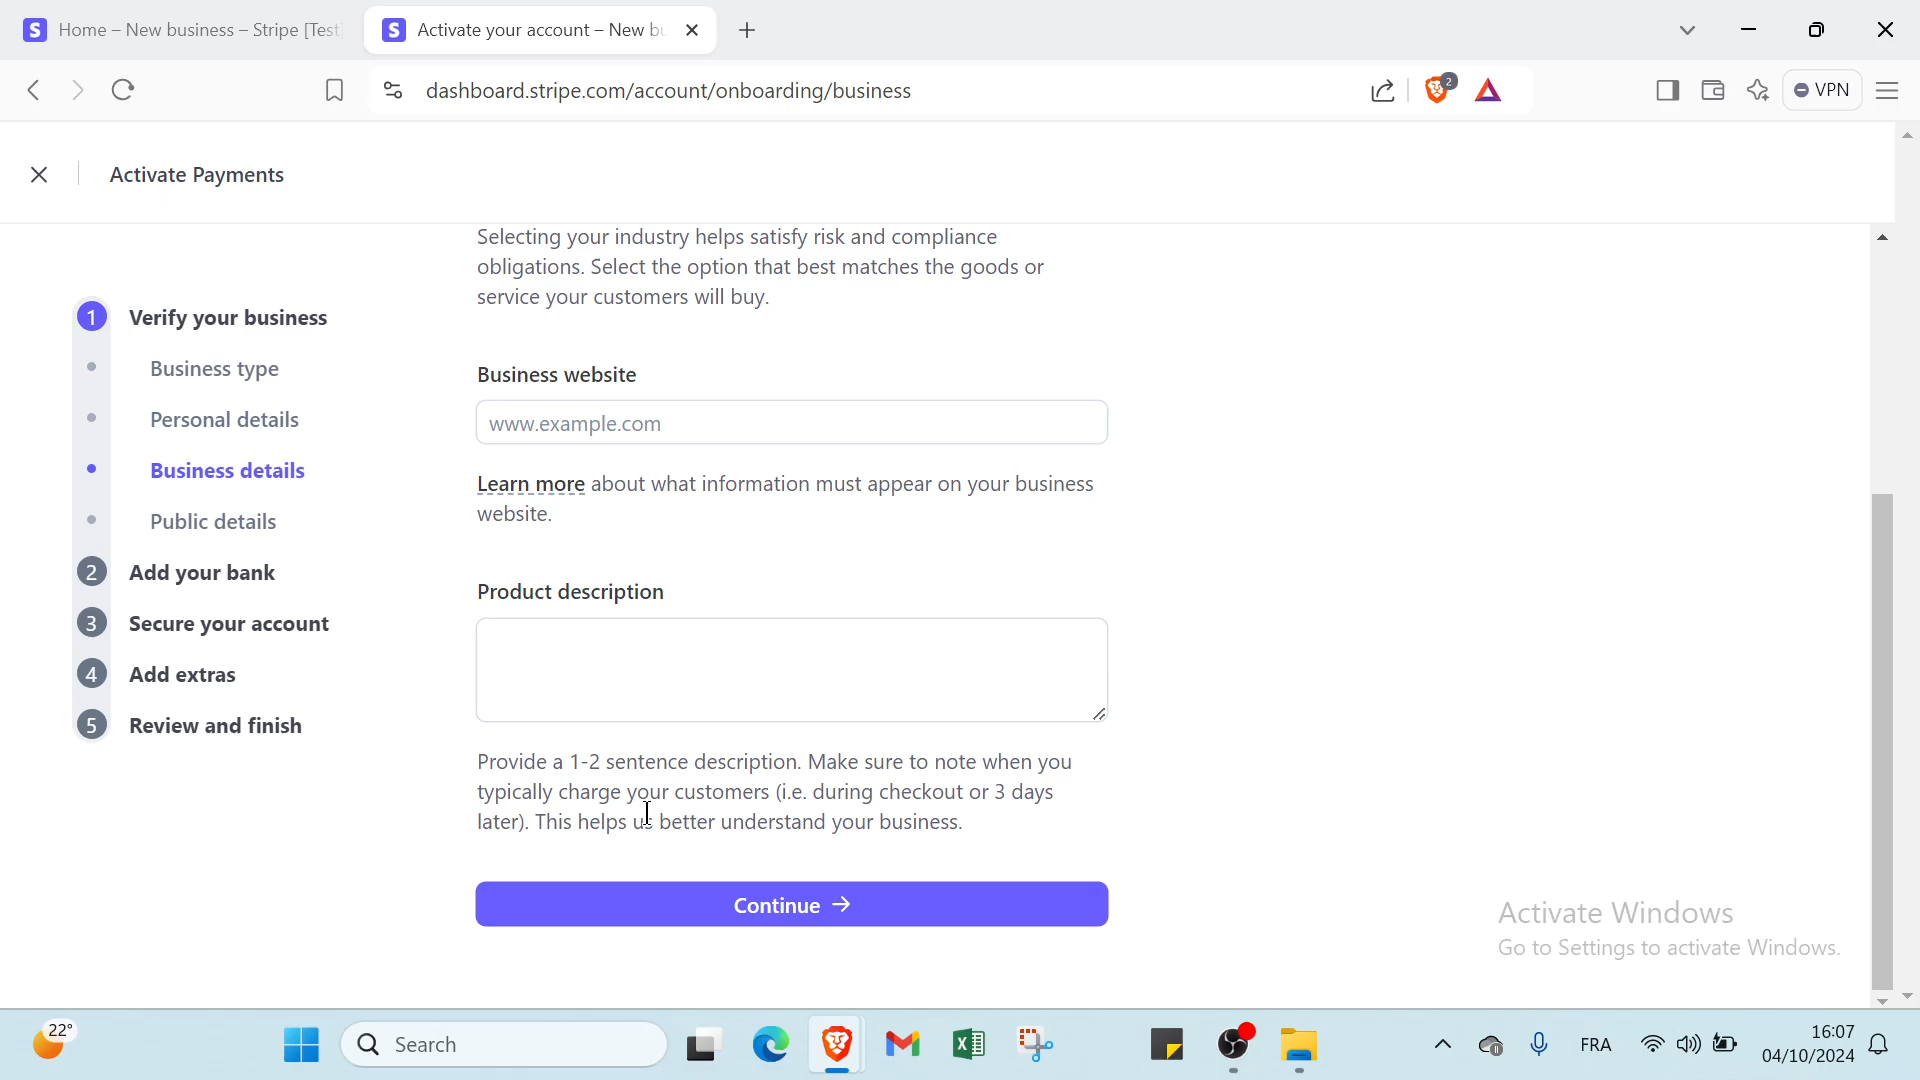 Home – New business – Stripe [Test
Activate your account – New bu
dashboard.stripe.com/account/onboarding/business
2
VPN
Activate Payments
Selecting your industry helps satisfy risk and compliance
obligations. Select the option that best matches the goods or
service your customers will buy.
1 Verify your business
Business type
Personal details
Business details
Public details
2 Add your bank
3 Secure your account
4 Add extras
5 Review and finish
Business website
www.example.com
Learn more about what information must appear on your business
website.
Product description
Provide a 1-2 sentence description. Make sure to note when you
typically charge your customers (i.e. during checkout or 3 days
later). This helps us better understand your business.
Continue →
Activate Windows
Go to Settings to activate Windows.
22°
Search
FRA
16:07
04/10/2024